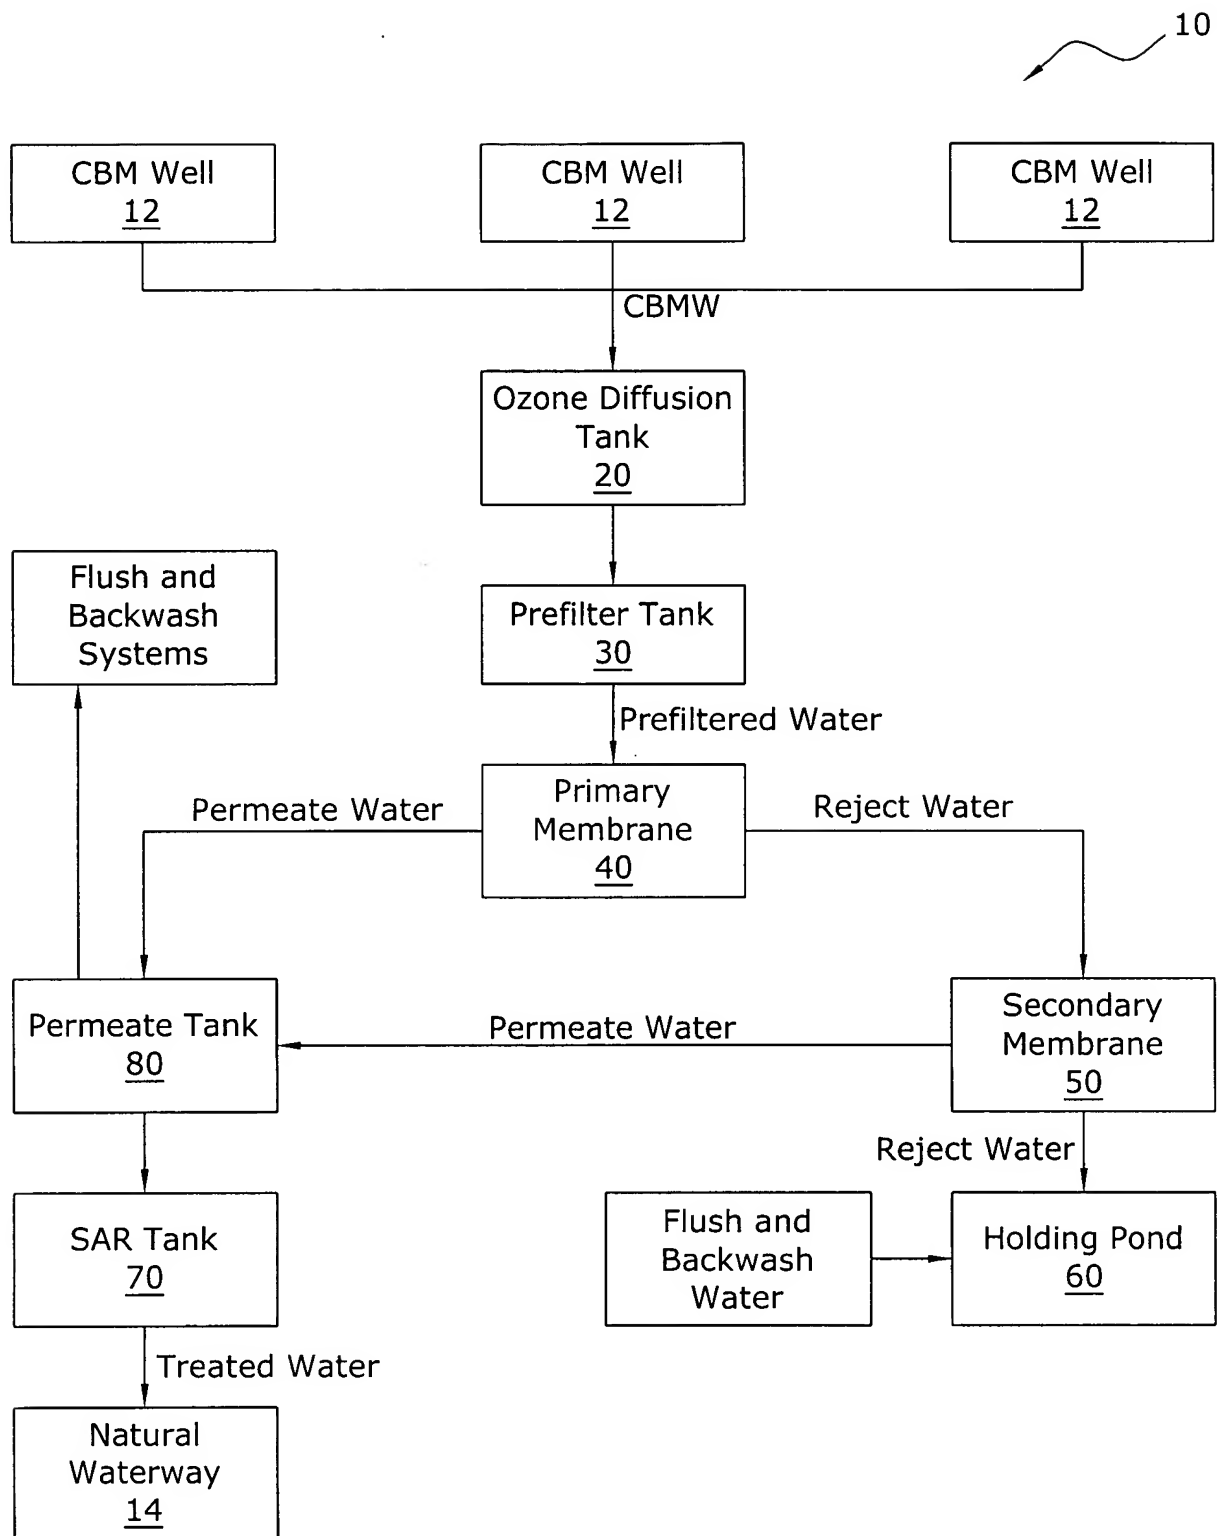 10
CBM Well
12
CBM Well
12
CBM Well
12
CBMW
Ozone Diffusion
Tank
20
Flush and
Backwash
Systems
Prefilter Tank
30
Prefiltered Water
Permeate Water
Primary
Membrane
40
Reject Water
Permeate Tank
80
Permeate Water
Secondary
Membrane
50
Reject Water
SAR Tank
70
Flush and
Backwash
Water
Holding Pond
60
Treated Water
Natural
Waterway
14